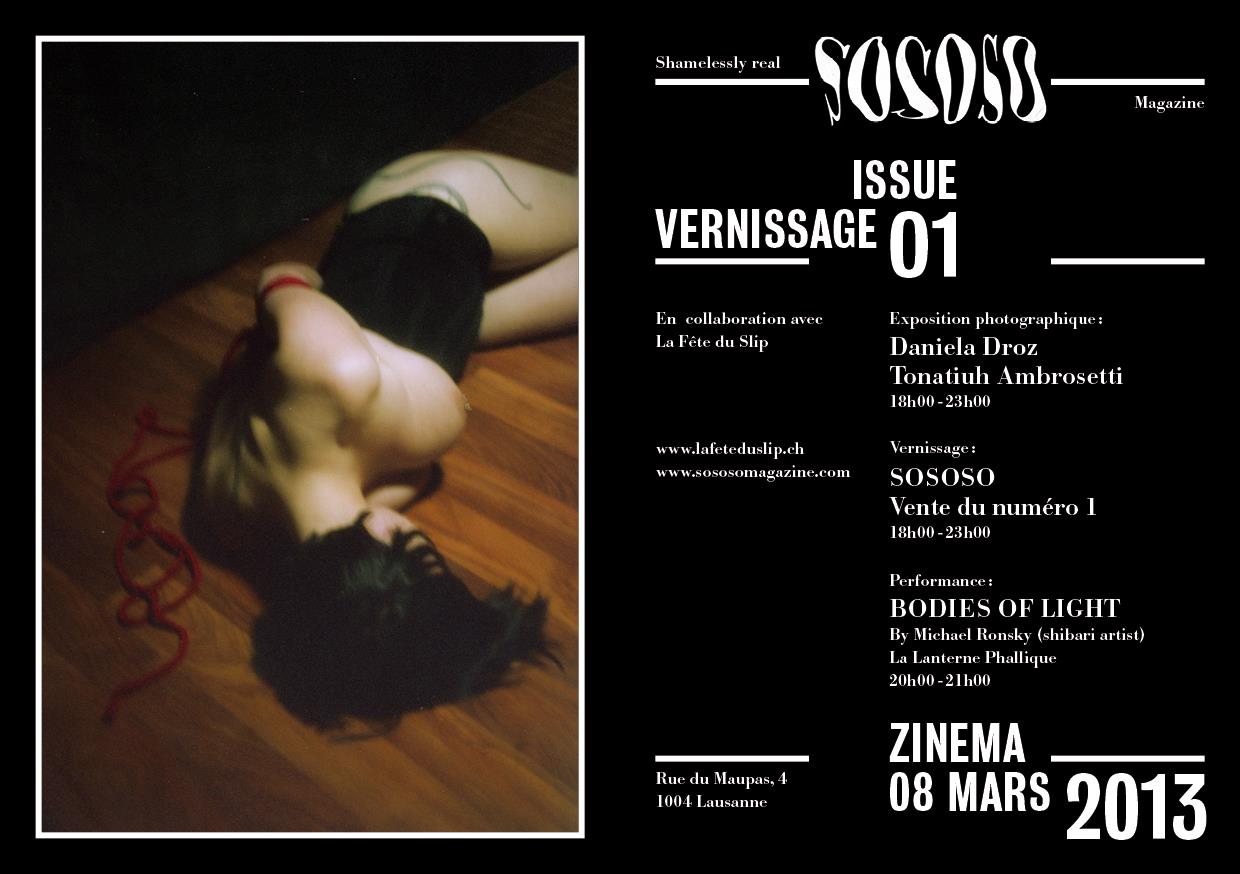 Shamelessly real
SOSOSO
Magazine
ISSUE
VERNISSAGE 01
En collaboration avec
La Fête du Slip
www.lafeteduslip.ch
www.sososomagazine.com
Exposition photographique :
Daniela Droz
Tonatiuh Ambrosetti
18h00 - 23h00
Vernissage :
SOSOSO
Vente du numéro 1
18h00 - 23h00
Performance :
BODIES OF LIGHT
By Michael Ronsky (shibari artist)
La Lanterne Phallique
20h00 - 21h00
Rue du Maupas, 4
1004 Lausanne
ZINEMA
08 MARS 2013